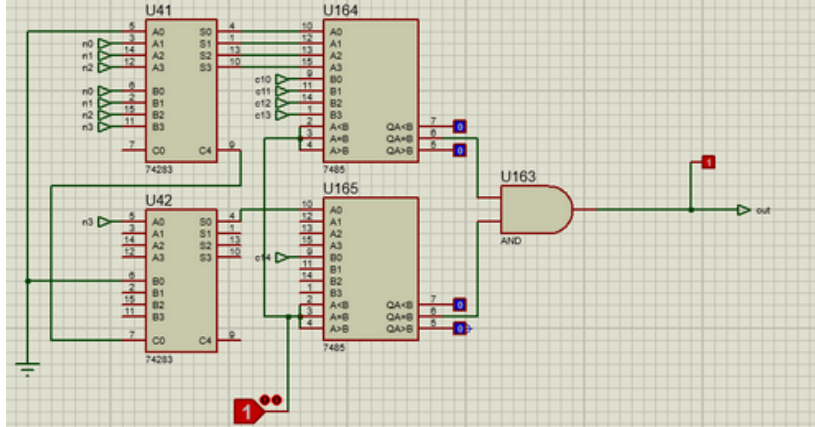 U41
5 A0 S0 4
n0 3 A1 S1 1
n1 14 A2 S2 13
n2 12 A3 S3 10
n0 6 B0
n1 2 B1
n2 15 B2
n3 11 B3
7 C0 C4 9
74283
U164
10 A0
12 A1
13 A2
15 A3
c10 9 B0
c11 11 B1
c12 14 B2
c13 1 B3
2 A<B QA<B 7 0
3 A=B QA=B 6
4 A>B QA>B 5 0
7485
U42
n3 5 A0 S0 4
3 A1 S1 1
14 A2 S2 13
12 A3 S3 10
6 B0
2 B1
15 B2
11 B3
7 C0 C4 9
74283
U165
10 A0
12 A1
13 A2
15 A3
c14 9 B0
11 B1
14 B2
1 B3
2 A<B QA<B 7 0
3 A=B QA=B 6
4 A>B QA>B 5 0
7485
U163
AND
1
out
1